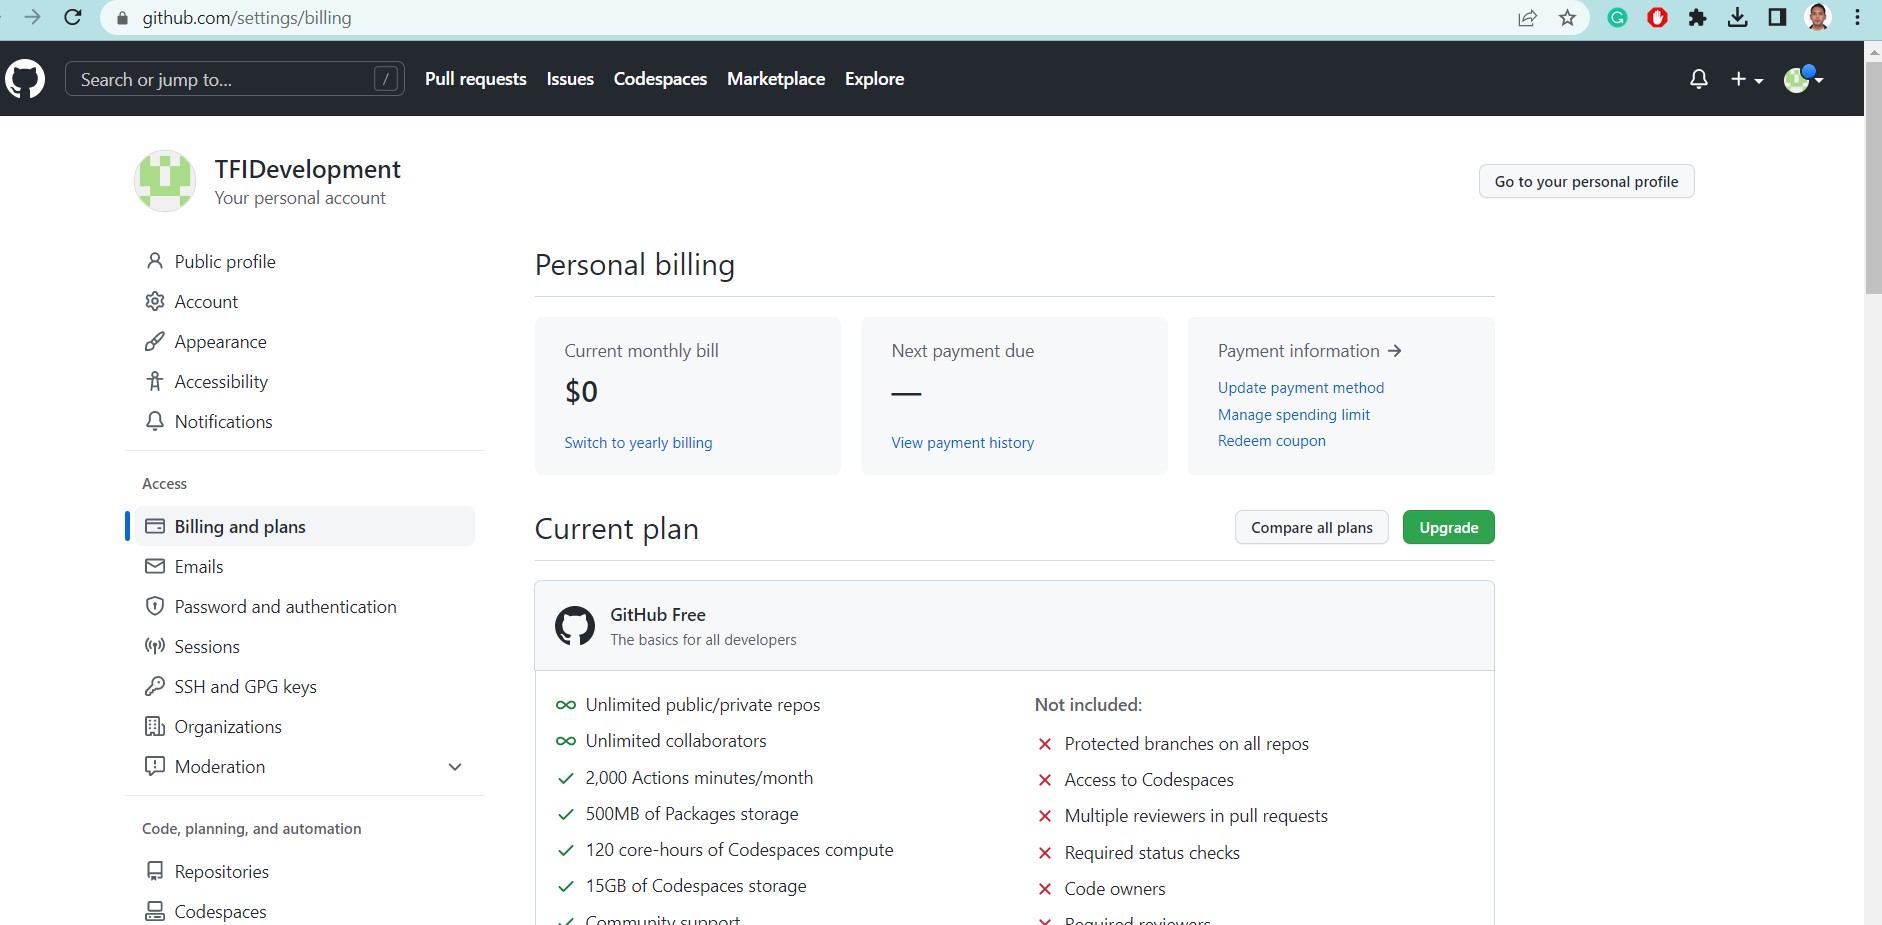 github.com/settings/billing
Search or jump to... /
Pull requests
Issues
Codespaces
Marketplace
Explore
TFIDevelopment
Your personal account
Go to your personal profile
Public profile
Account
Appearance
Accessibility
Notifications
Access
Billing and plans
Emails
Password and authentication
Sessions
SSH and GPG keys
Organizations
Moderation
Code, planning, and automation
Repositories
Codespaces
Personal billing
Current monthly bill
$0
Switch to yearly billing
Next payment due
—
View payment history
Payment information →
Update payment method
Manage spending limit
Redeem coupon
Current plan
Compare all plans
Upgrade
GitHub Free
The basics for all developers
Unlimited public/private repos
Unlimited collaborators
2,000 Actions minutes/month
500MB of Packages storage
120 core-hours of Codespaces compute
15GB of Codespaces storage
Community support
Not included:
Protected branches on all repos
Access to Codespaces
Multiple reviewers in pull requests
Required status checks
Code owners
Required reviewers